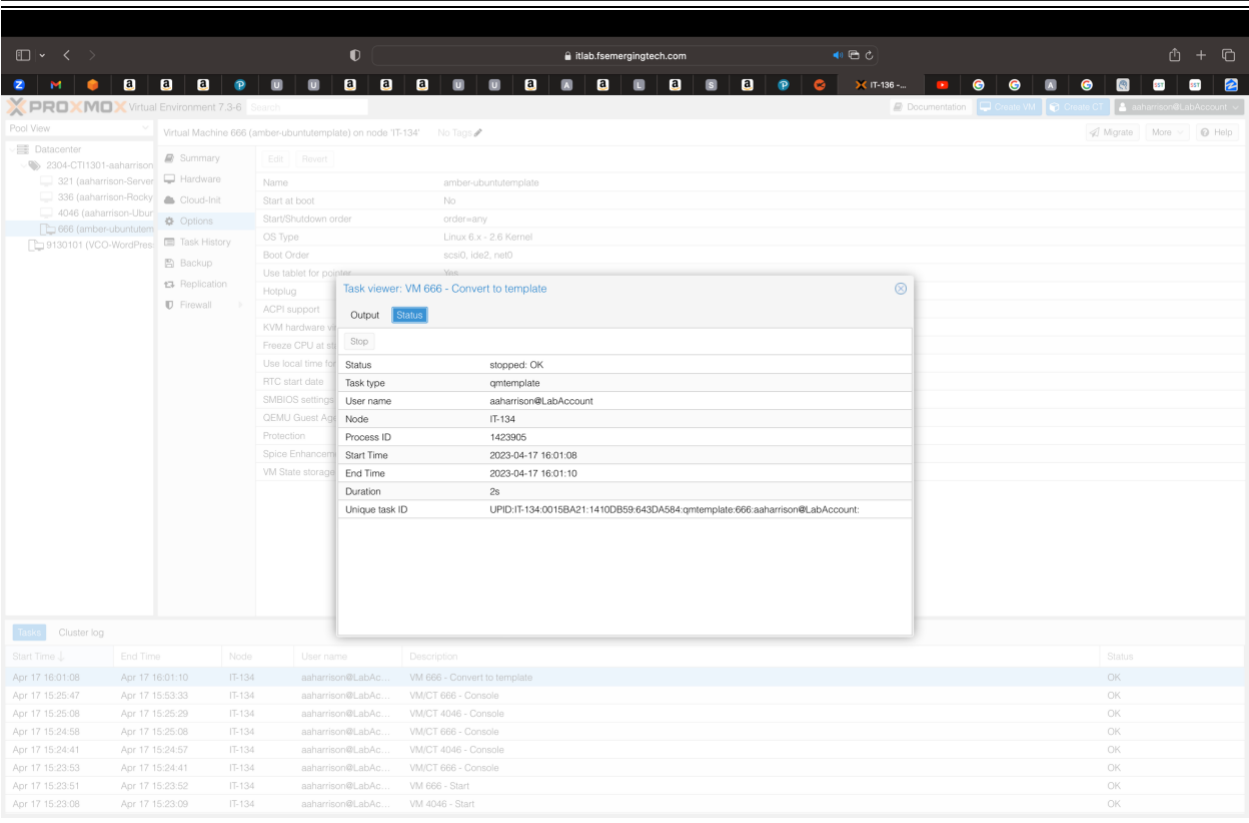 itlab.fsemergingtech.com
IT-136 -...
PROXMOX Virtual Environment 7.3-6 Search Documentation Create VM Create CT aaharrison@LabAccount
Pool View
Virtual Machine 666 (amber-ubuntutemplate) on node 'IT-134' No Tags Migrate More Help
Datacenter
2304-CTI1301-aaharrison
321 (aaharrison-Server
336 (aaharrison-Rocky
4046 (aaharrison-Ubur
666 (amber-ubuntutem
9130101 (VCO-WordPres
Summary
Hardware
Cloud-Init
Options
Task History
Backup
Replication
Firewall
Edit Revert
Name amber-ubuntutemplate
Start at boot No
Start/Shutdown order order=any
OS Type Linux 6.x - 2.6 Kernel
Boot Order scsi0, ide2, net0
Use tablet for pointer Yes
Hotplug
ACPI support
KVM hardware vi
Freeze CPU at st
Use local time for
RTC start date
SMBIOS settings
QEMU Guest Age
Protection
Spice Enhancem
VM State storage
Task viewer: VM 666 - Convert to template
Output Status
Stop
Status stopped: OK
Task type qmtemplate
User name aaharrison@LabAccount
Node IT-134
Process ID 1423905
Start Time 2023-04-17 16:01:08
End Time 2023-04-17 16:01:10
Duration 2s
Unique task ID UPID:IT-134:0015BA21:1410DB59:643DA584:qmtemplate:666:aaharrison@LabAccount:
Tasks Cluster log
Start Time ↓ End Time Node User name Description Status
Apr 17 16:01:08 Apr 17 16:01:10 IT-134 aaharrison@LabAc... VM 666 - Convert to template OK
Apr 17 15:25:47 Apr 17 15:53:33 IT-134 aaharrison@LabAc... VM/CT 666 - Console OK
Apr 17 15:25:08 Apr 17 15:25:29 IT-134 aaharrison@LabAc... VM/CT 4046 - Console OK
Apr 17 15:24:58 Apr 17 15:25:08 IT-134 aaharrison@LabAc... VM/CT 666 - Console OK
Apr 17 15:24:41 Apr 17 15:24:57 IT-134 aaharrison@LabAc... VM/CT 4046 - Console OK
Apr 17 15:23:53 Apr 17 15:24:41 IT-134 aaharrison@LabAc... VM/CT 666 - Console OK
Apr 17 15:23:51 Apr 17 15:23:52 IT-134 aaharrison@LabAc... VM 666 - Start OK
Apr 17 15:23:08 Apr 17 15:23:09 IT-134 aaharrison@LabAc... VM 4046 - Start OK